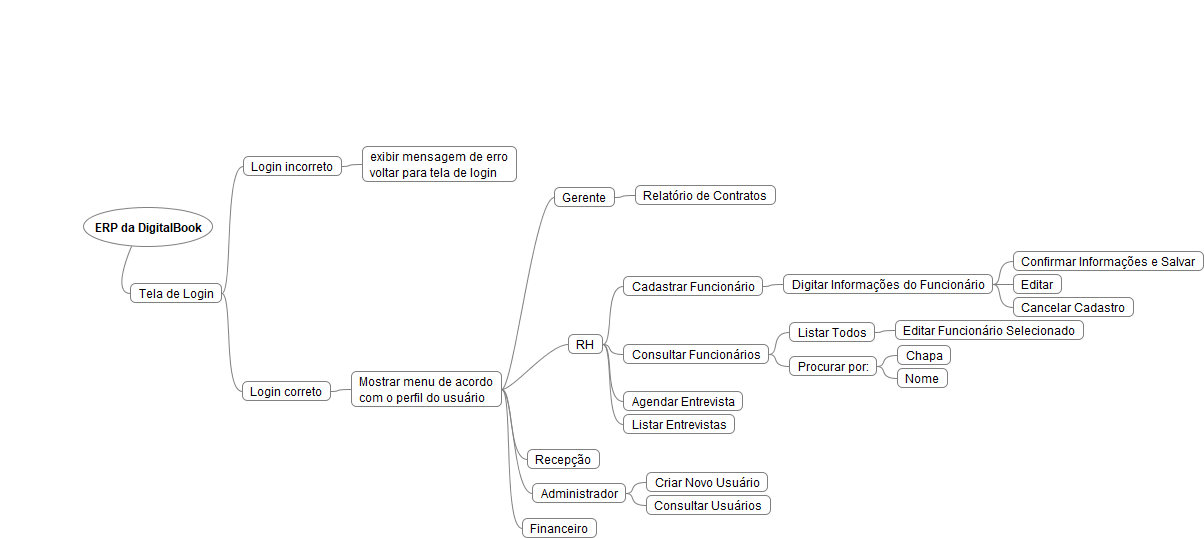 ERP da DigitalBook
Tela de Login
Login incorreto
exibir mensagem de erro
voltar para tela de login
Login correto
Mostrar menu de acordo
com o perfil do usuário
Gerente
Relatório de Contratos
RH
Cadastrar Funcionário
Digitar Informações do Funcionário
Confirmar Informações e Salvar
Editar
Cancelar Cadastro
Consultar Funcionários
Listar Todos
Editar Funcionário Selecionado
Procurar por:
Chapa
Nome
Agendar Entrevista
Listar Entrevistas
Recepção
Administrador
Criar Novo Usuário
Consultar Usuários
Financeiro